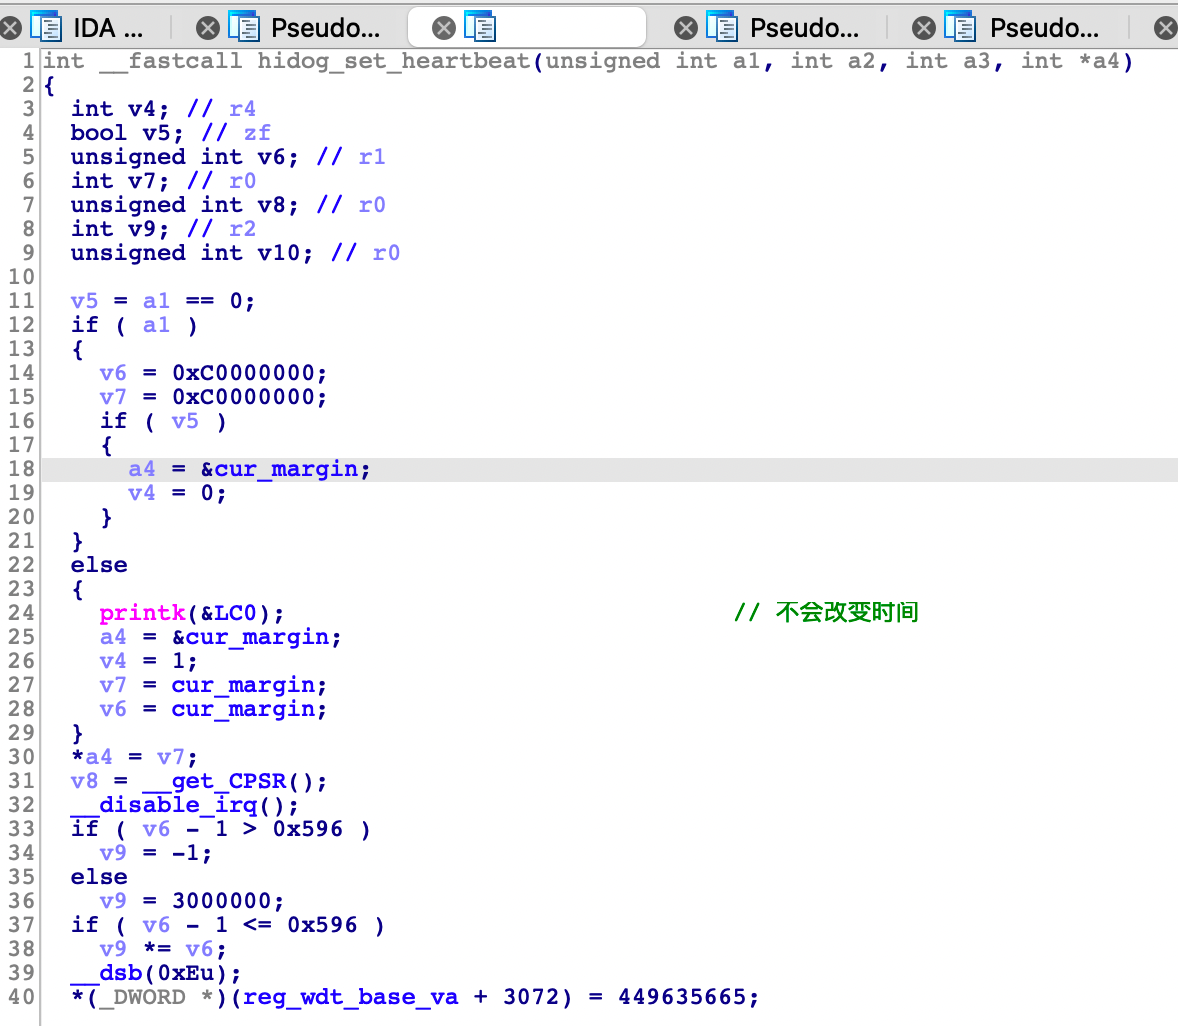 IDA ... Pseudo... Pseudo... Pseudo...
1 int __fastcall hidog_set_heartbeat(unsigned int a1, int a2, int a3, int *a4)
2 {
3 int v4; // r4
4 bool v5; // zf
5 unsigned int v6; // r1
6 int v7; // r0
7 unsigned int v8; // r0
8 int v9; // r2
9 unsigned int v10; // r0
10
11 v5 = a1 == 0;
12 if ( a1 )
13 {
14 v6 = 0xC0000000;
15 v7 = 0xC0000000;
16 if ( v5 )
17 {
18 a4 = &cur_margin;
19 v4 = 0;
20 }
21 }
22 else
23 {
24 printk(&LC0); // 不会改变时间
25 a4 = &cur_margin;
26 v4 = 1;
27 v7 = cur_margin;
28 v6 = cur_margin;
29 }
30 *a4 = v7;
31 v8 = __get_CPSR();
32 __disable_irq();
33 if ( v6 - 1 > 0x596 )
34 v9 = -1;
35 else
36 v9 = 3000000;
37 if ( v6 - 1 <= 0x596 )
38 v9 *= v6;
39 __dsb(0xEu);
40 *(_DWORD *)(reg_wdt_base_va + 3072) = 449635665;